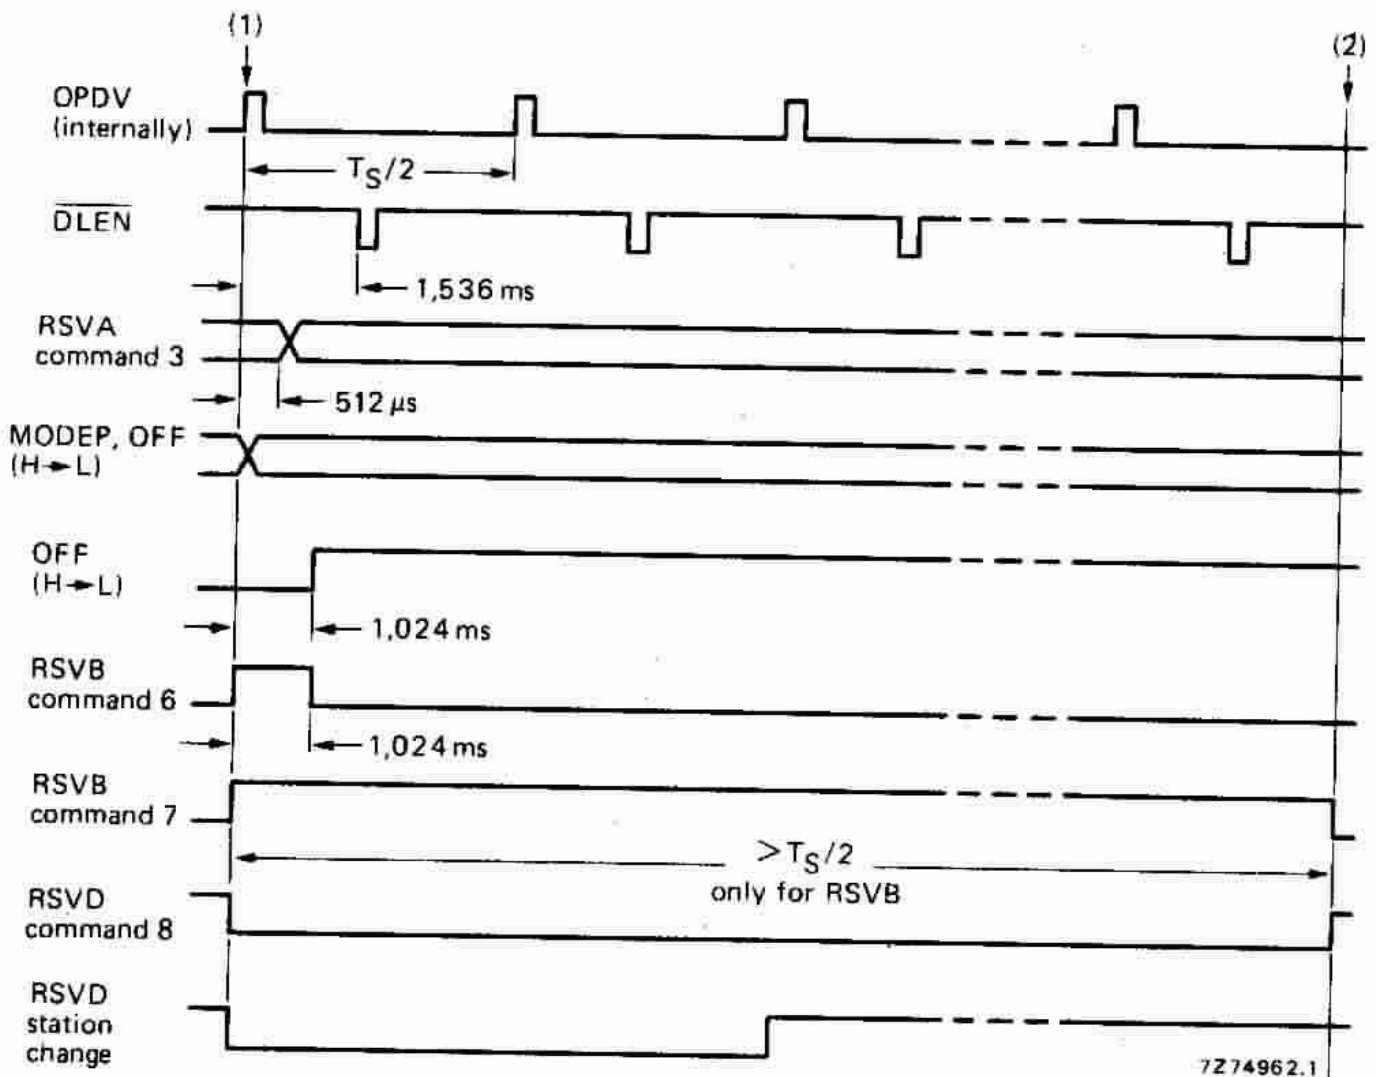 (1)
(2)
OPDV
(internally)
TS/2
DLEN
1,536 ms
RSVA
command 3
512 μs
MODEP, OFF
(H→L)
OFF
(H→L)
1,024 ms
RSVB
command 6
1,024 ms
RSVB
command 7
>TS/2
only for RSVB
RSVD
command 8
RSVD
station
change
7Z74962.1